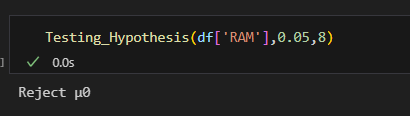 Testing_Hypothesis(df['RAM'],0.05,8)
]
✓ 0.0s
Reject μ0